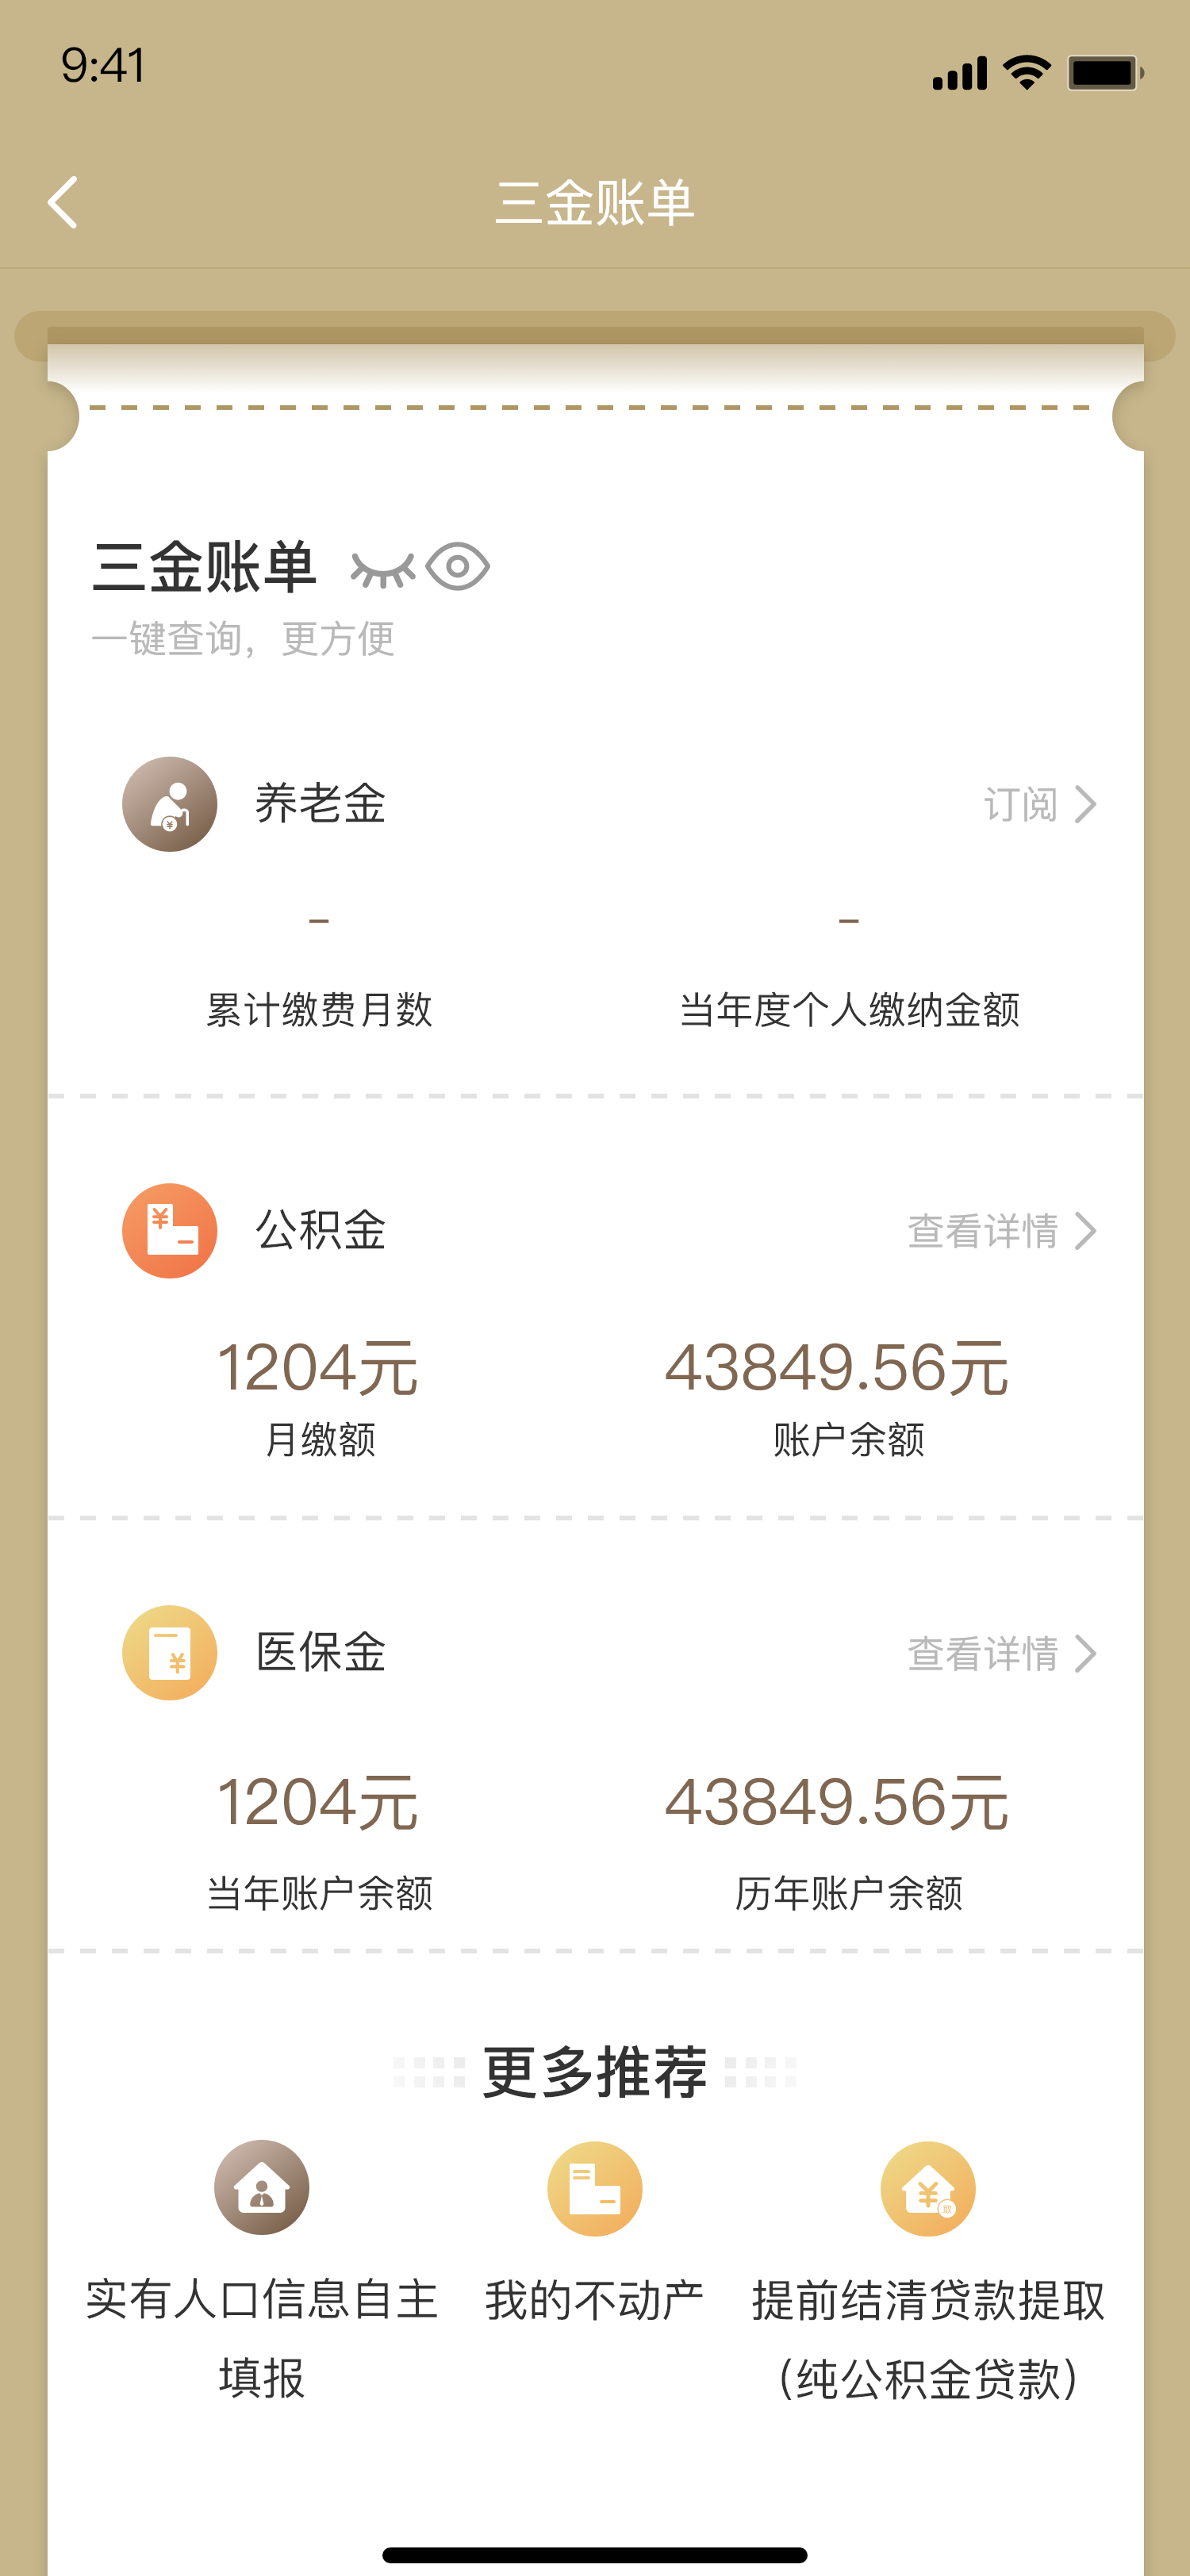 9:41
三金账单
三金账单
一键查询，更方便
养老金
订阅
– –
累计缴费月数 当年度个人缴纳金额
公积金
查看详情
1204元 43849.56元
月缴额 账户余额
医保金
查看详情
1204元 43849.56元
当年账户余额 历年账户余额
更多推荐
取
实有人口信息自主 我的不动产 提前结清贷款提取
填报 （纯公积金贷款）